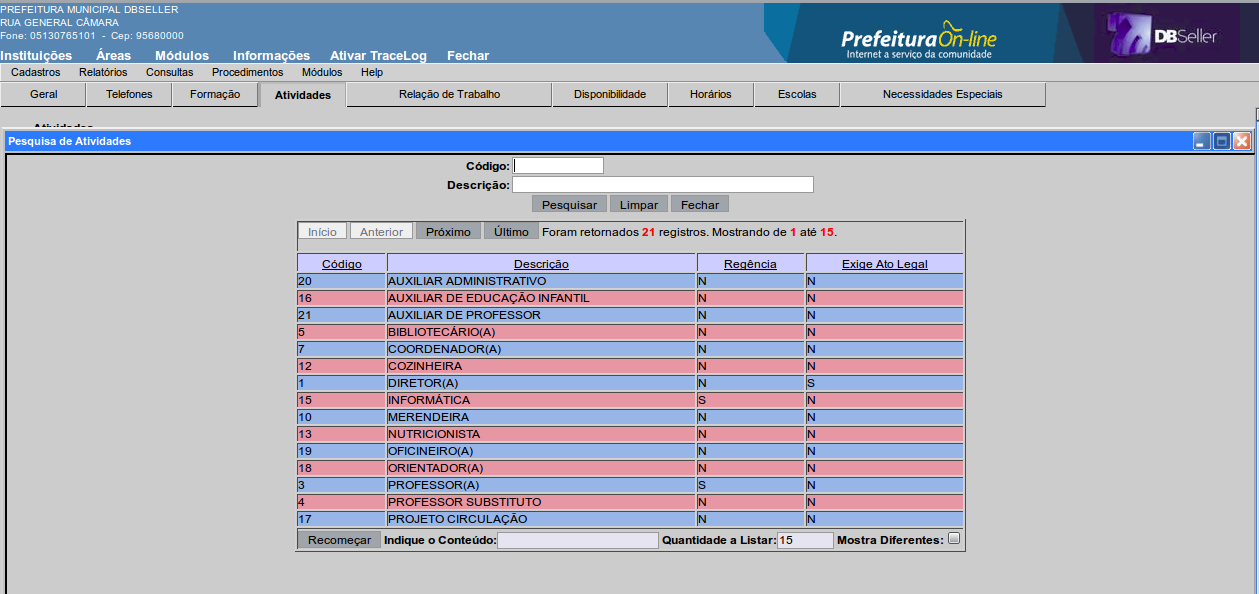 PREFEITURA MUNICIPAL DBSELLER
RUA GENERAL CÂMARA
Fone: 05130765101 - Cep: 95680000
PrefeituraOn-line
Internet a serviço da comunidade
DBSeller
Instituições Áreas Módulos Informações Ativar TraceLog Fechar
Cadastros Relatórios Consultas Procedimentos Módulos Help
Geral Telefones Formação Atividades Relação de Trabalho Disponibilidade Horários Escolas Necessidades Especiais
Atividades
Pesquisa de Atividades
Código:
Descrição:
Pesquisar Limpar Fechar
Início Anterior Próximo Último Foram retornados 21 registros. Mostrando de 1 até 15.
Código Descrição Regência Exige Ato Legal
20 AUXILIAR ADMINISTRATIVO N N
16 AUXILIAR DE EDUCAÇÃO INFANTIL N N
21 AUXILIAR DE PROFESSOR N N
5 BIBLIOTECÁRIO(A) N N
7 COORDENADOR(A) N N
12 COZINHEIRA N N
1 DIRETOR(A) N S
15 INFORMÁTICA S N
10 MERENDEIRA N N
13 NUTRICIONISTA N N
19 OFICINEIRO(A) N N
18 ORIENTADOR(A) N N
3 PROFESSOR(A) S N
4 PROFESSOR SUBSTITUTO N N
17 PROJETO CIRCULAÇÃO N N
Recomeçar Indique o Conteúdo: Quantidade a Listar: 15 Mostra Diferentes: